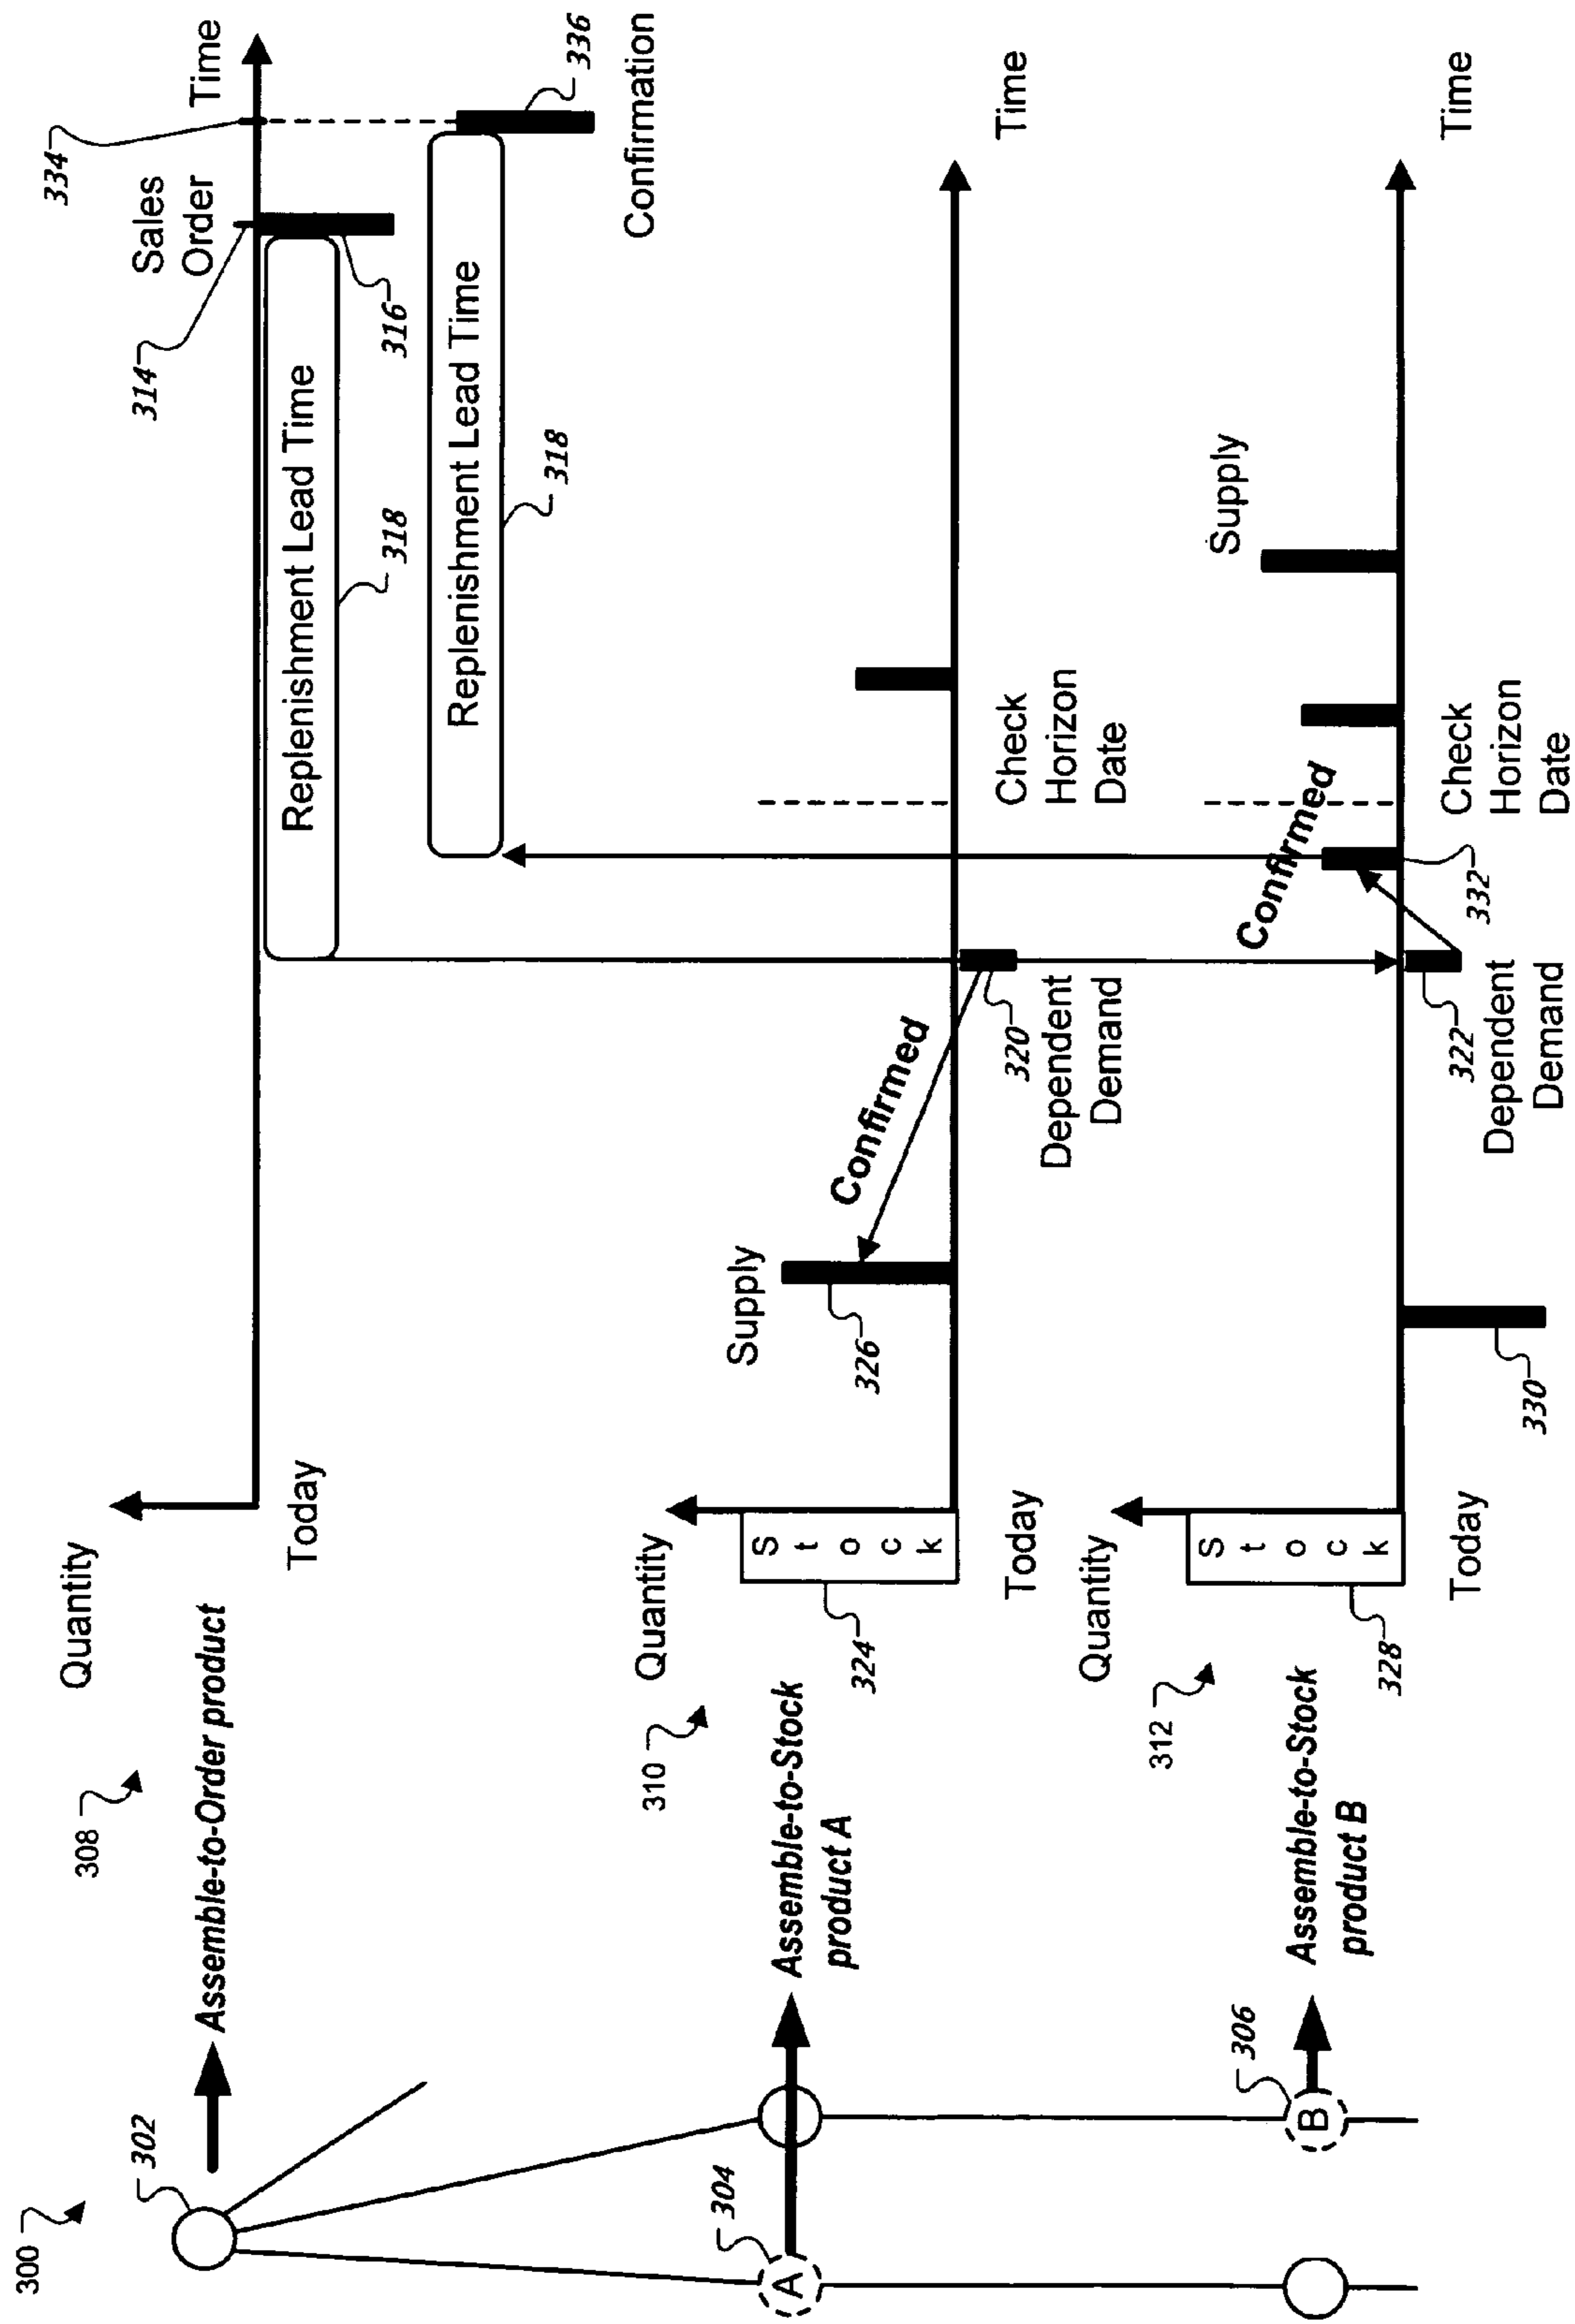 300
302
304
A
306
B
308
Assemble-to-Order product
Quantity
Today
314
Sales
Order
334
Time
Replenishment Lead Time
316
318
Replenishment Lead Time
318
336
Confirmation
310
Assemble-to-Stock
product A
Quantity
Stock
324
Today
Supply
326
Confirmed
320
Dependent
Demand
Check
Horizon
Date
Time
312
Assemble-to-Stock
product B
Quantity
Stock
328
Today
330
Confirmed
322
Dependent
Demand
332
Check
Horizon
Date
Supply
Time